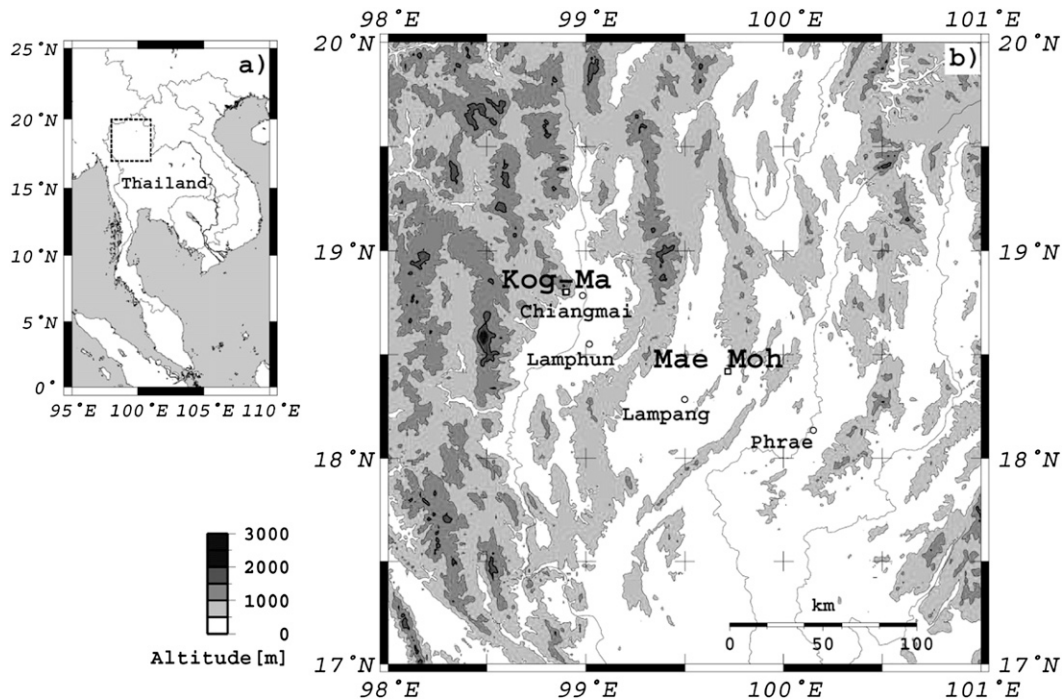 98˚E 99˚E 100˚E 101˚E
25˚N a) 20˚N b) 20˚N
20˚N
Thailand
15˚N
19˚N 19˚N
10˚N
Kog-Ma
Chiangmai
5˚N
Lamphun Mae Moh
0˚
95˚E 100˚E 105˚E 110˚E
Lampang
Phrae
18˚N 18˚N
3000
2000
1000
0
Altitude[m]
km
0 50 100
17˚N 17˚N
98˚E 99˚E 100˚E 101˚E